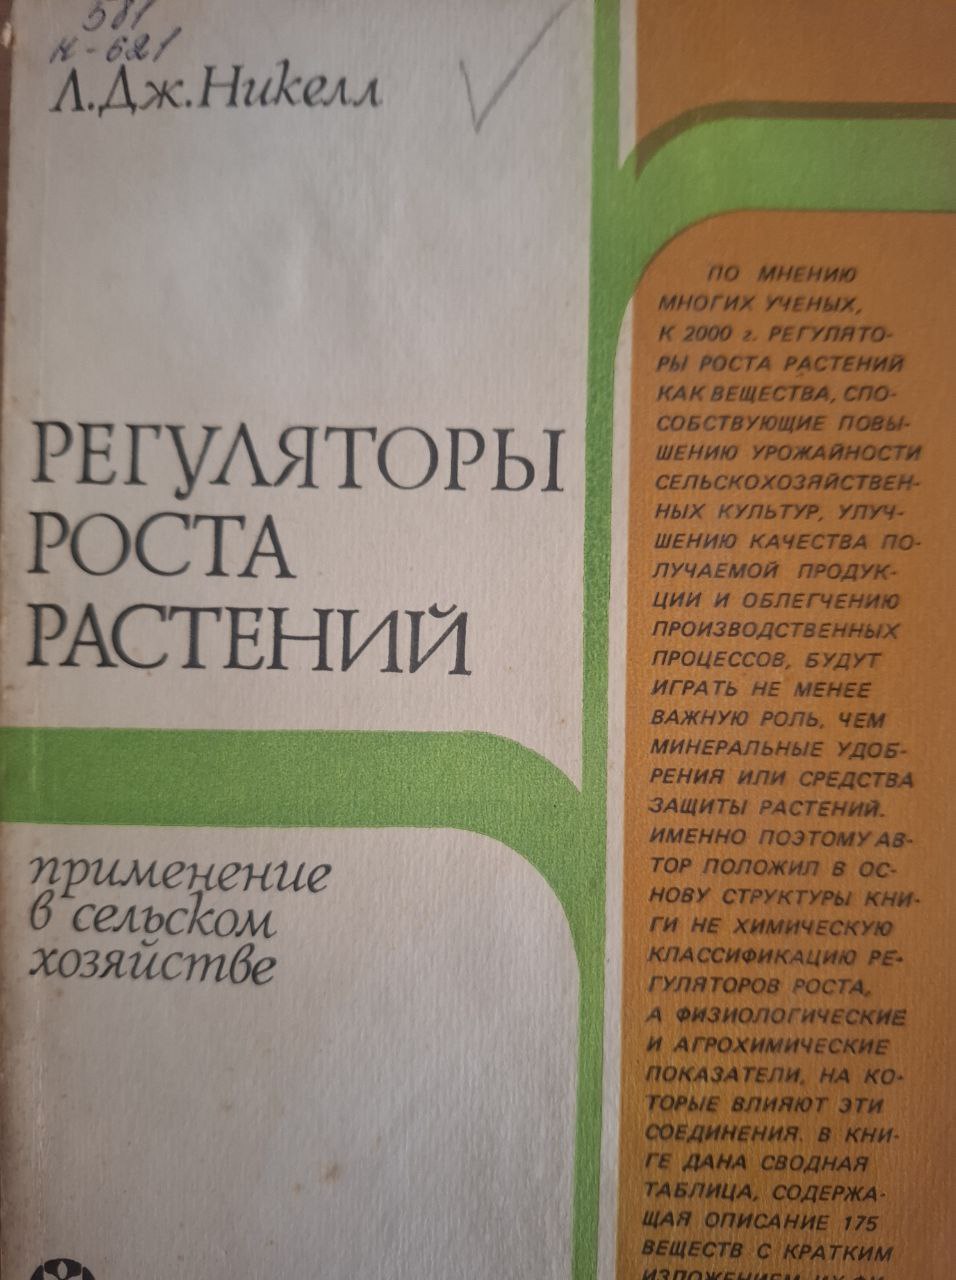 581
Н-621
Л.Дж.Никелл
РЕГУЛЯТОРЫ
РОСТА
РАСТЕНИЙ
применение
в сельском
хозяйстве
ПО МНЕНИЮ
МНОГИХ УЧЕНЫХ,
К 2000 г. РЕГУЛЯТО-
РЫ РОСТА РАСТЕНИЙ
КАК ВЕЩЕСТВА, СПО-
СОБСТВУЮЩИЕ ПОВЫ-
ШЕНИЮ УРОЖАЙНОСТИ
СЕЛЬСКОХОЗЯЙСТВЕН-
НЫХ КУЛЬТУР, УЛУЧ-
ШЕНИЮ КАЧЕСТВА ПО-
ЛУЧАЕМОЙ ПРОДУК-
ЦИИ И ОБЛЕГЧЕНИЮ
ПРОИЗВОДСТВЕННЫХ
ПРОЦЕССОВ, БУДУТ
ИГРАТЬ НЕ МЕНЕЕ
ВАЖНУЮ РОЛЬ, ЧЕМ
МИНЕРАЛЬНЫЕ УДОБ-
РЕНИЯ ИЛИ СРЕДСТВА
ЗАЩИТЫ РАСТЕНИЙ.
ИМЕННО ПОЭТОМУ АВ-
ТОР ПОЛОЖИЛ В ОС-
НОВУ СТРУКТУРЫ КНИ-
ГИ НЕ ХИМИЧЕСКУЮ
КЛАССИФИКАЦИЮ РЕ-
ГУЛЯТОРОВ РОСТА,
А ФИЗИОЛОГИЧЕСКИЕ
И АГРОХИМИЧЕСКИЕ
ПОКАЗАТЕЛИ, НА КО-
ТОРЫЕ ВЛИЯЮТ ЭТИ
СОЕДИНЕНИЯ. В КНИ-
ГЕ ДАНА СВОДНАЯ
ТАБЛИЦА, СОДЕРЖА-
ЩАЯ ОПИСАНИЕ 175
ВЕЩЕСТВ С КРАТКИМ
ИЗЛОЖЕНИЕМ